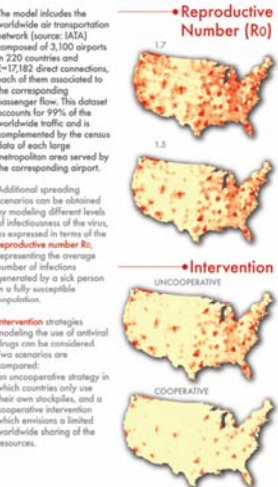 The model inlcudes the
worldwide air transportation
network (source: IATA)
composed of 3,100 airports
in 220 countries and
E=17,182 direct connections,
each of them associated to
the corresponding
passenger flow. This dataset
accounts for 99% of the
worldwide traffic and is
complemented by the census
data of each large
metropolitan area served by
the corresponding airport.
Additional spreading
scenarios can be obtained
by modeling different levels
of infectiousness of the virus,
as expressed in terms of the
reproductive number R0,
representing the average
number of infections
generated by a sick person
in a fully susceptible
population.
Intervention strategies
modeling the use of antiviral
drugs can be considered.
Two scenarios are
compared:
an uncooperative strategy in
which countries only use
their own stockpiles, and a
cooperative intervention
which envisions a limited
worldwide sharing of the
resources.
Reproductive
Number (R0)
1.7
1.5
Intervention
UNCOOPERATIVE
COOPERATIVE